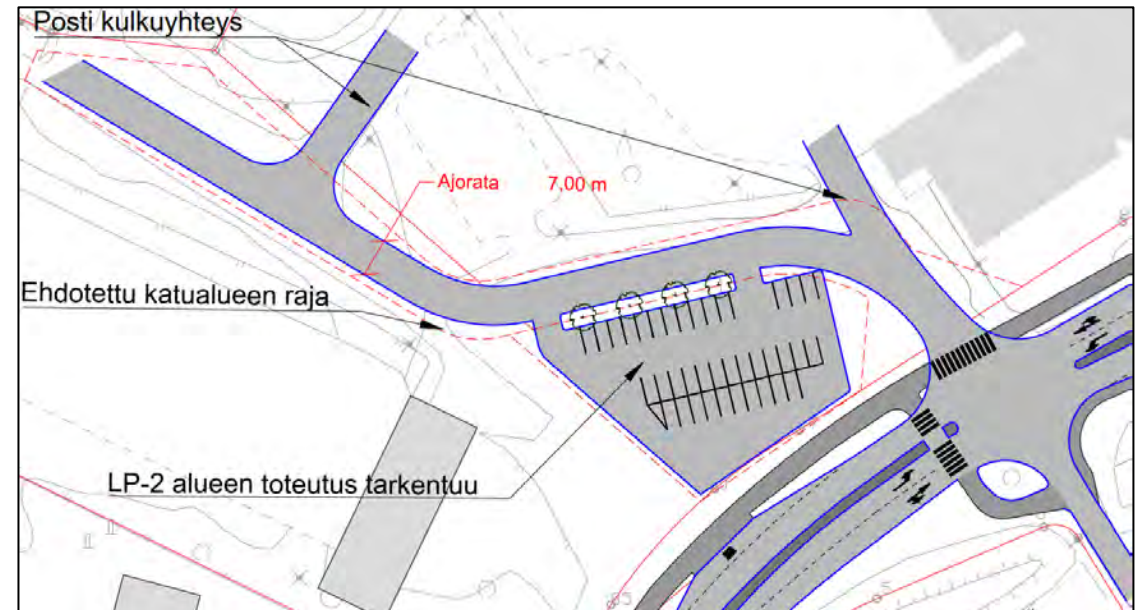 Posti kulkuyhteys
Ajorata 7,00 m
Ehdotettu katualueen raja
LP-2 alueen toteutus tarkentuu